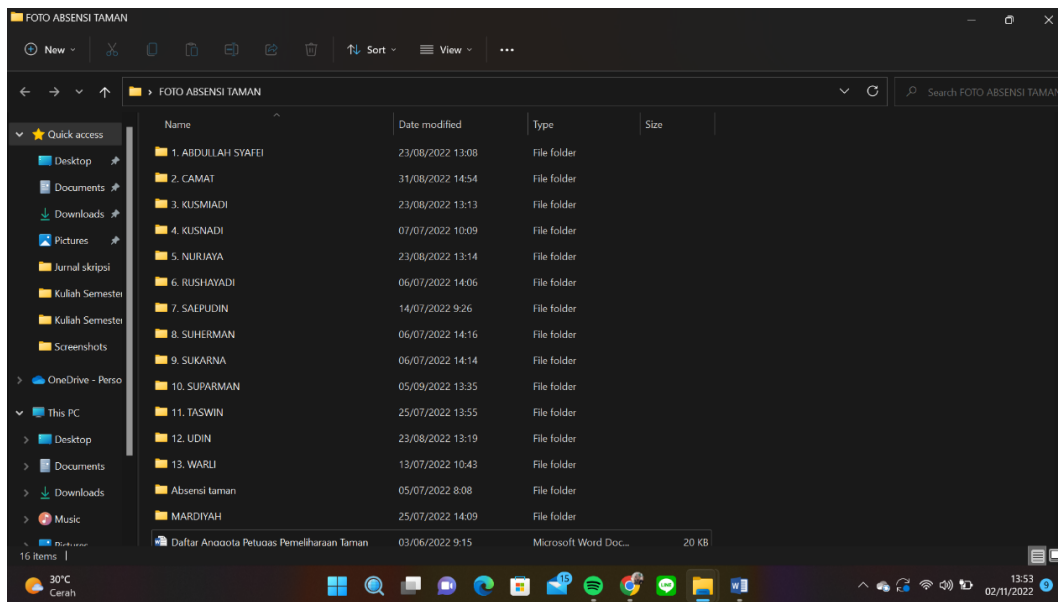 FOTO ABSENSI TAMAN
New Sort View
FOTO ABSENSI TAMAN Search FOTO ABSENSI TAMAN
Name Date modified Type Size
Quick access
Desktop
Documents
Downloads
Pictures
Jurnal skripsi
Kuliah Semester
Kuliah Semester
Screenshots
OneDrive - Perso
This PC
Desktop
Documents
Downloads
Music
Pictures
1. ABDULLAH SYAFEI 23/08/2022 13:08 File folder
2. CAMAT 31/08/2022 14:54 File folder
3. KUSMIADI 23/08/2022 13:13 File folder
4. KUSNADI 07/07/2022 10:09 File folder
5. NURJAYA 23/08/2022 13:14 File folder
6. RUSHAYADI 06/07/2022 14:06 File folder
7. SAEPUDIN 14/07/2022 9:26 File folder
8. SUHERMAN 06/07/2022 14:16 File folder
9. SUKARNA 06/07/2022 14:14 File folder
10. SUPARMAN 05/09/2022 13:35 File folder
11. TASWIN 25/07/2022 13:55 File folder
12. UDIN 23/08/2022 13:19 File folder
13. WARLI 13/07/2022 10:43 File folder
Absensi taman 05/07/2022 8:08 File folder
MARDIYAH 25/07/2022 14:09 File folder
Daftar Anggota Petugas Pemeliharaan Taman 03/06/2022 9:15 Microsoft Word Doc... 20 KB
16 items
30°C
Cerah
15
LINE
13:53
02/11/2022
9